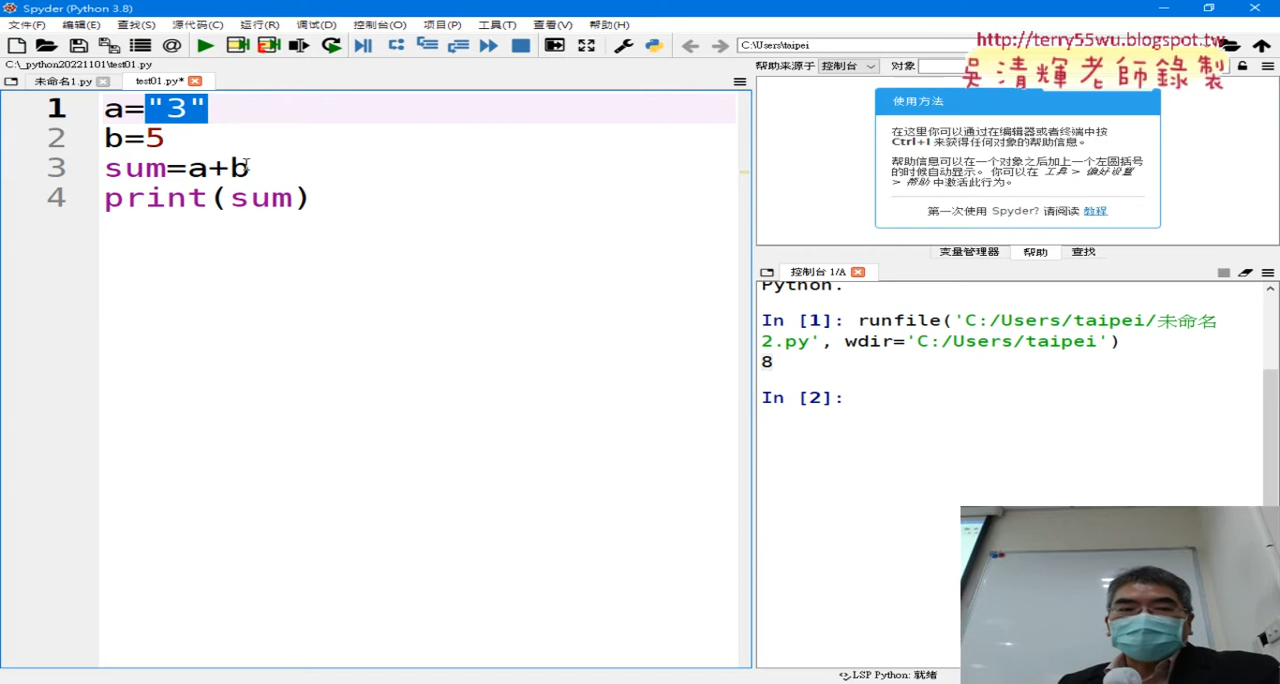 Spyder (Python 3.8)
文件(F) 编辑(E) 查找(S) 源代码(C) 运行(R) 调试(D) 控制台(O) 项目(P) 工具(T) 查看(V) 帮助(H)
C:\Users\taipei
http://terry55wu.blogspot.tw
吳清輝老師錄製
C:\_python20221101\test01.py
帮助来源于 控制台 对象
未命名1.py test01.py*
1 a="3"
2 b=5
3 sum=a+b
4 print(sum)
使用方法
在这里你可以通过在编辑器或者终端中按
Ctrl+I 来获得任何对象的帮助信息。
帮助信息可以在一个对象之后加上一个左圆括号
的时候自动显示。 你可以在 工具 > 偏好设置
> 帮助 中激活此行为。
第一次使用 Spyder? 请阅读 教程
变量管理器 帮助 查找
控制台 1/A
Python.
In [1]: runfile('C:/Users/taipei/未命名
2.py', wdir='C:/Users/taipei')
8
In [2]:
LSP Python: 就绪